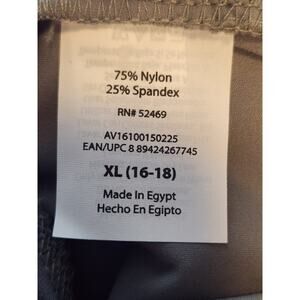 75% Nylon
25% Spandex
RN# 52469
AV16100150225
EAN/UPC 8 89424267745
XL (16-18)
Made In Egypt
Hecho En Egipto